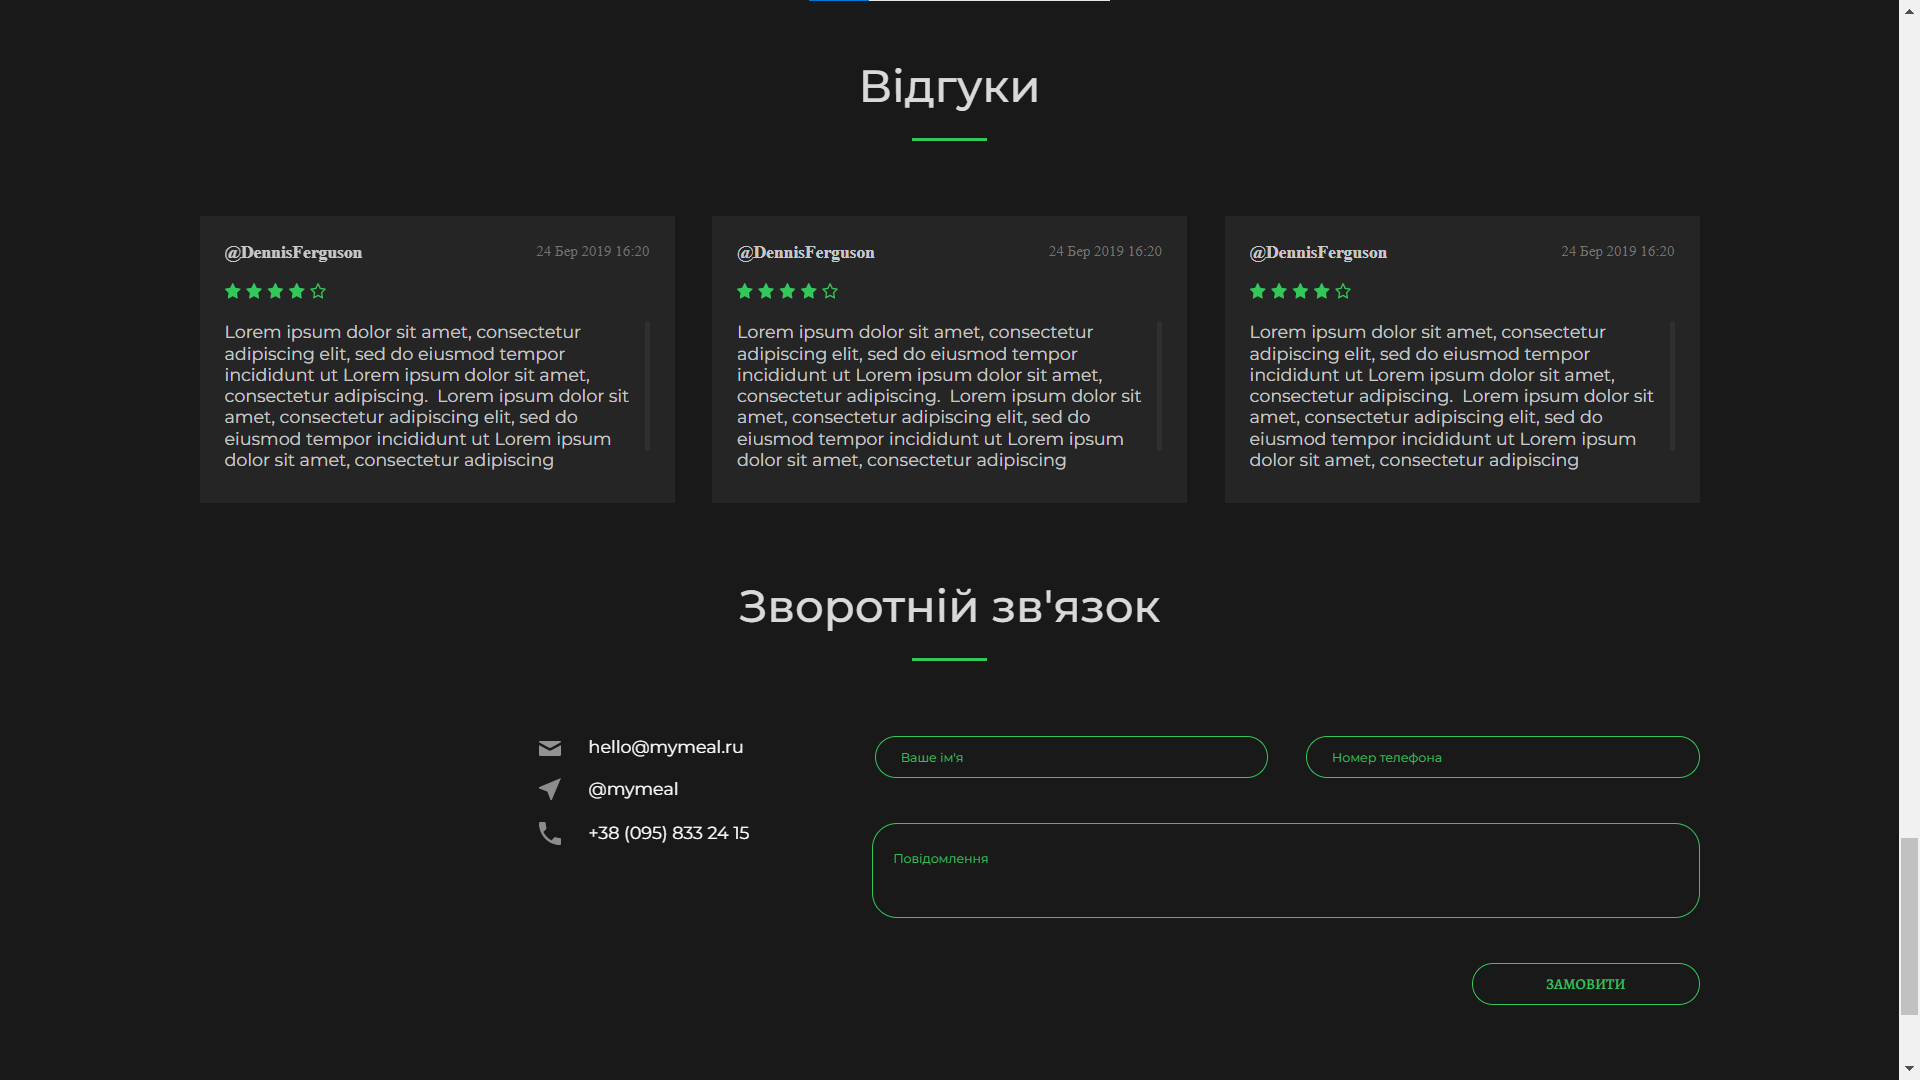 Відгуки
@DennisFerguson
24 Бер 2019 16:20
Lorem ipsum dolor sit amet, consectetur
adipiscing elit, sed do eiusmod tempor
incididunt ut Lorem ipsum dolor sit amet,
consectetur adipiscing.  Lorem ipsum dolor sit
amet, consectetur adipiscing elit, sed do
eiusmod tempor incididunt ut Lorem ipsum
dolor sit amet, consectetur adipiscing
@DennisFerguson
24 Бер 2019 16:20
Lorem ipsum dolor sit amet, consectetur
adipiscing elit, sed do eiusmod tempor
incididunt ut Lorem ipsum dolor sit amet,
consectetur adipiscing.  Lorem ipsum dolor sit
amet, consectetur adipiscing elit, sed do
eiusmod tempor incididunt ut Lorem ipsum
dolor sit amet, consectetur adipiscing
@DennisFerguson
24 Бер 2019 16:20
Lorem ipsum dolor sit amet, consectetur
adipiscing elit, sed do eiusmod tempor
incididunt ut Lorem ipsum dolor sit amet,
consectetur adipiscing.  Lorem ipsum dolor sit
amet, consectetur adipiscing elit, sed do
eiusmod tempor incididunt ut Lorem ipsum
dolor sit amet, consectetur adipiscing
Зворотній зв'язок
hello@mymeal.ru
@mymeal
+38 (095) 833 24 15
Ваше ім'я
Номер телефона
Повідомлення
ЗАМОВИТИ